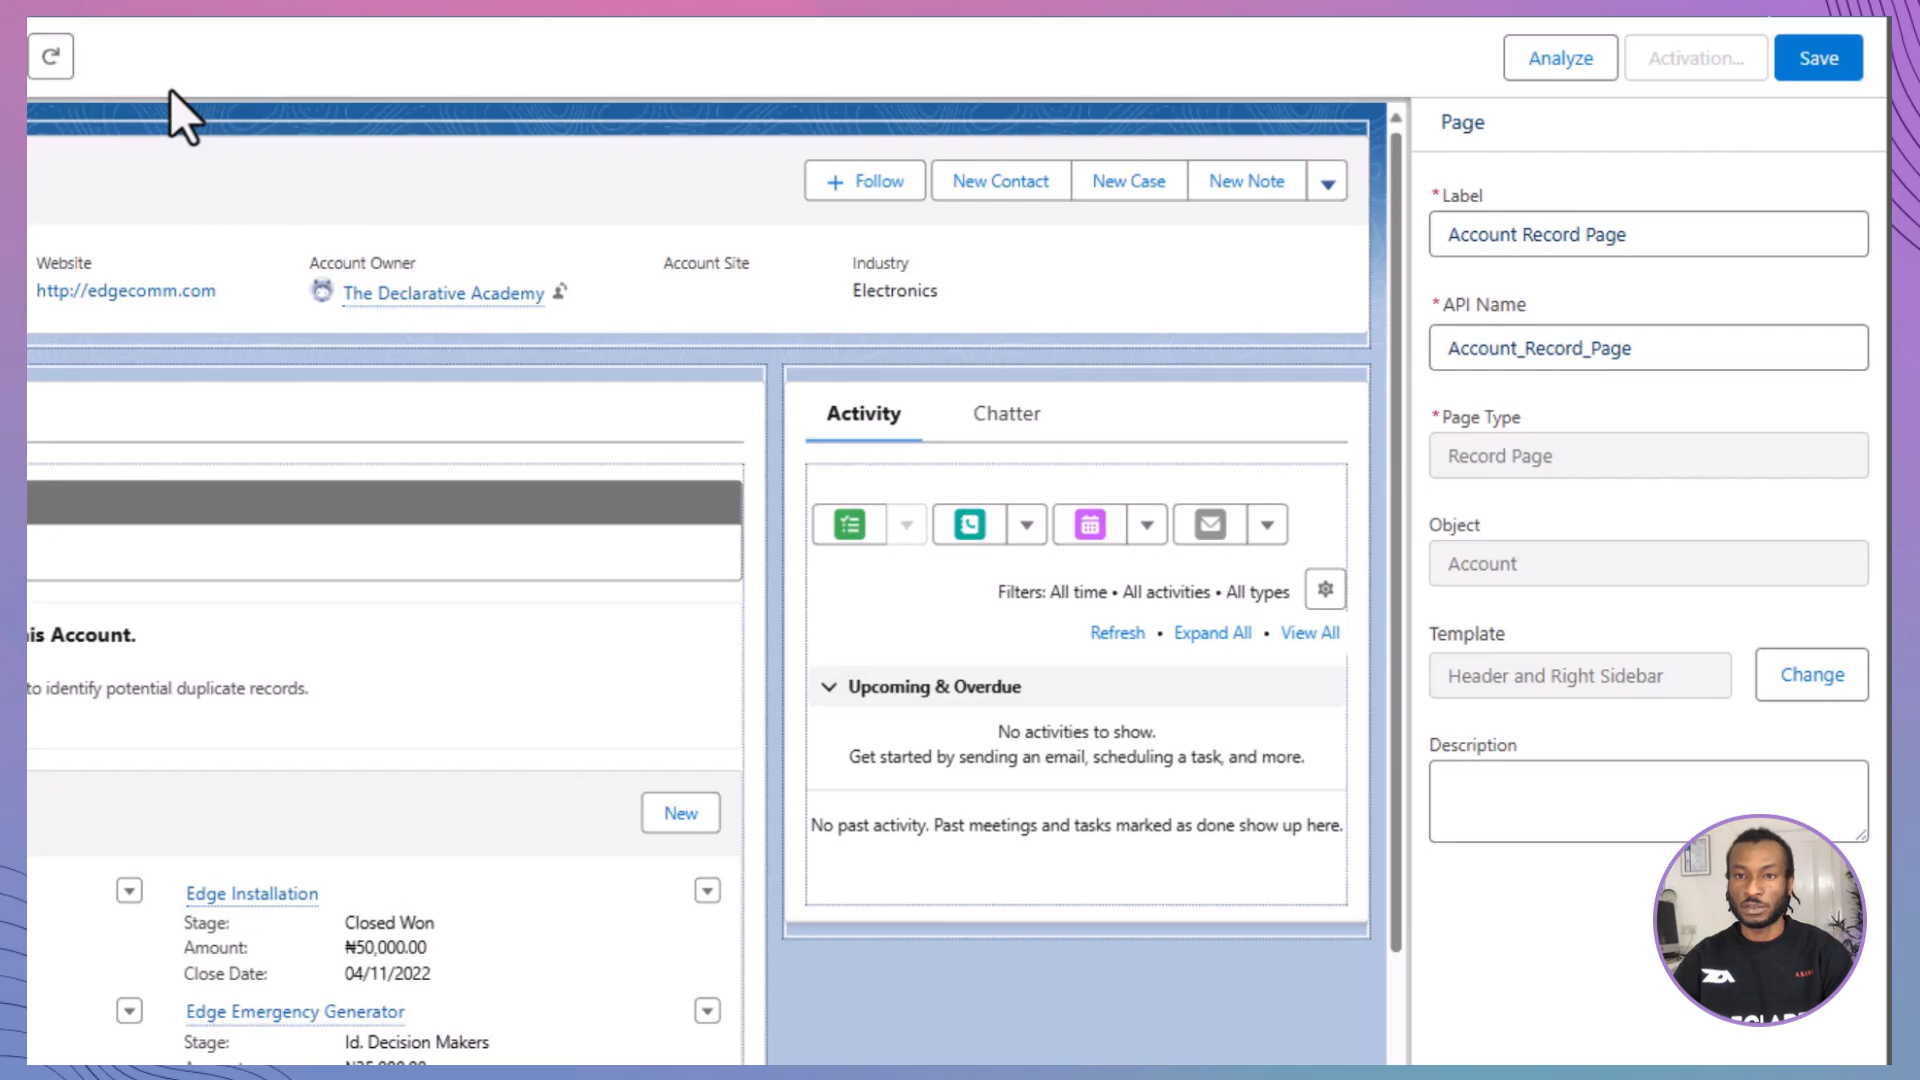 Analyze
Activation...
Save
Page
Follow
New Contact
New Case
New Note
* Label
Account Record Page
Website
Account Owner
Account Site
Industry
http://edgecomm.com
The Declarative Academy
Electronics
* API Name
Account_Record_Page
* Page Type
Record Page
Activity
Chatter
Object
Account
Filters: All time • All activities • All types
Refresh • Expand All • View All
is Account.
to identify potential duplicate records.
Template
Header and Right Sidebar
Change
Upcoming & Overdue
No activities to show.
Get started by sending an email, scheduling a task, and more.
Description
New
No past activity. Past meetings and tasks marked as done show up here.
Edge Installation
Stage: Closed Won
Amount: ₦50,000.00
Close Date: 04/11/2022
Edge Emergency Generator
Stage: Id. Decision Makers